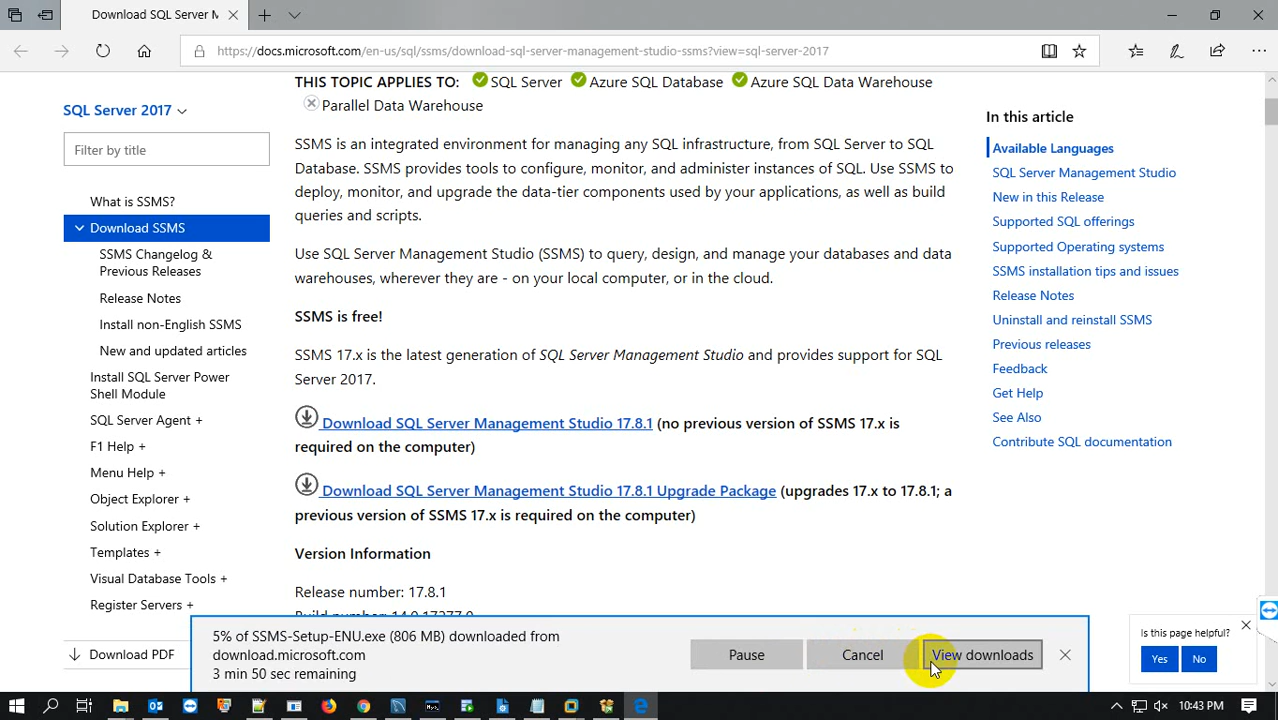 Download SQL Server M
https://docs.microsoft.com/en-us/sql/ssms/download-sql-server-management-studio-ssms?view=sql-server-2017
SQL Server 2017
Filter by title
What is SSMS?
Download SSMS
SSMS Changelog &
Previous Releases
Release Notes
Install non-English SSMS
New and updated articles
Install SQL Server Power
Shell Module
SQL Server Agent +
F1 Help +
Menu Help +
Object Explorer +
Solution Explorer +
Templates +
Visual Database Tools +
Register Servers +
Download PDF
THIS TOPIC APPLIES TO: SQL Server Azure SQL Database Azure SQL Data Warehouse
Parallel Data Warehouse
SSMS is an integrated environment for managing any SQL infrastructure, from SQL Server to SQL
Database. SSMS provides tools to configure, monitor, and administer instances of SQL. Use SSMS to
deploy, monitor, and upgrade the data-tier components used by your applications, as well as build
queries and scripts.
Use SQL Server Management Studio (SSMS) to query, design, and manage your databases and data
warehouses, wherever they are - on your local computer, or in the cloud.
SSMS is free!
SSMS 17.x is the latest generation of SQL Server Management Studio and provides support for SQL
Server 2017.
Download SQL Server Management Studio 17.8.1 (no previous version of SSMS 17.x is
required on the computer)
Download SQL Server Management Studio 17.8.1 Upgrade Package (upgrades 17.x to 17.8.1; a
previous version of SSMS 17.x is required on the computer)
Version Information
Release number: 17.8.1
Build number: 14.0.17277.0
In this article
Available Languages
SQL Server Management Studio
New in this Release
Supported SQL offerings
Supported Operating systems
SSMS installation tips and issues
Release Notes
Uninstall and reinstall SSMS
Previous releases
Feedback
Get Help
See Also
Contribute SQL documentation
5% of SSMS-Setup-ENU.exe (806 MB) downloaded from
download.microsoft.com
3 min 50 sec remaining
Pause
Cancel
View downloads
Is this page helpful?
Yes
No
10:43 PM